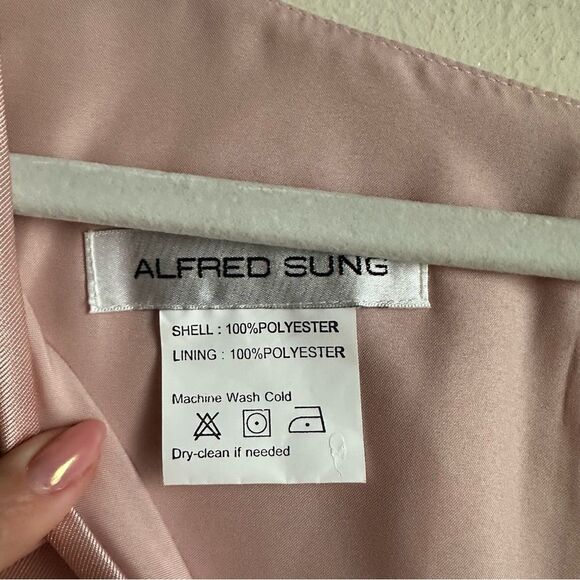 ALFRED SUNG
SHELL : 100%POLYESTER
LINING : 100%POLYESTER
Machine Wash Cold
Dry-clean if needed